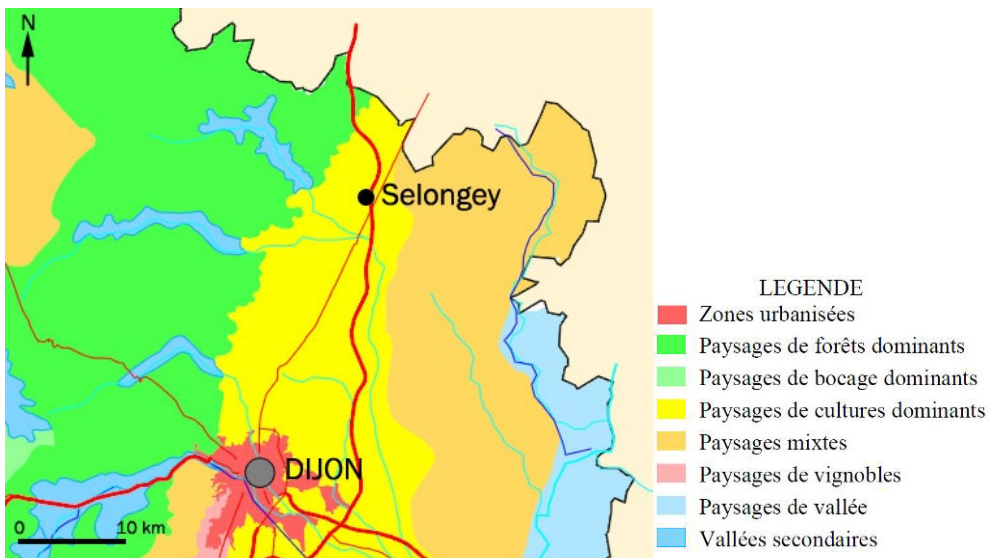 N
Selongey
DIJON
0 10 km
LEGENDE
Zones urbanisées
Paysages de forêts dominants
Paysages de bocage dominants
Paysages de cultures dominants
Paysages mixtes
Paysages de vignobles
Paysages de vallée
Vallées secondaires